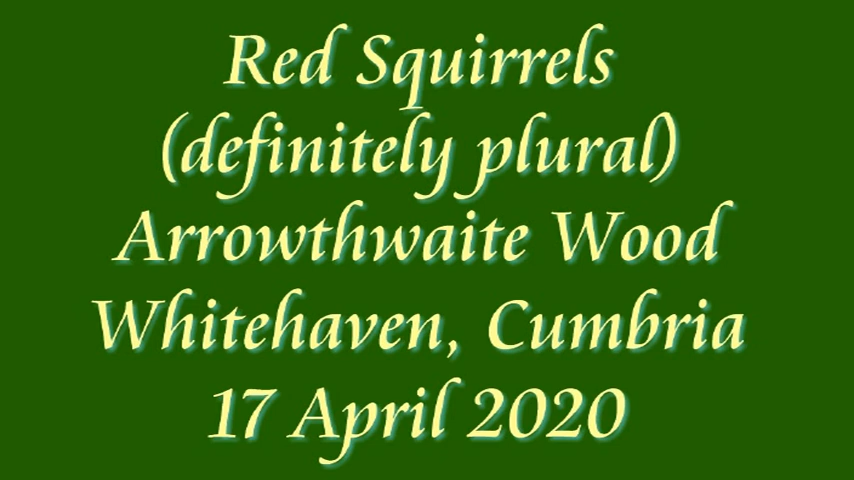 Red Squirrels
(definitely plural)
Arrowthwaite Wood
Whitehaven, Cumbria
17 April 2020